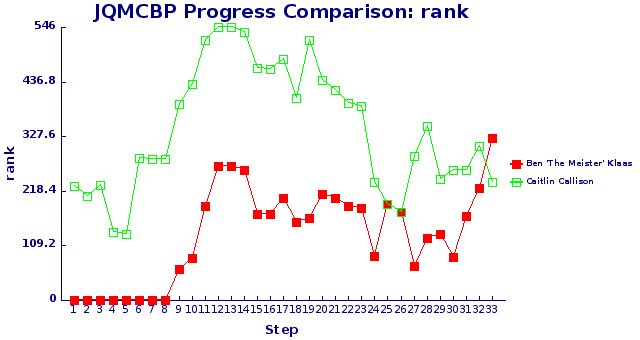 JQMCBP Progress Comparison: rank
546
436.8
327.6
218.4
109.2
0
rank
1 2 3 4 5 6 7 8 9 10 11 12 13 14 15 16 17 18 19 20 21 22 23 24 25 26 27 28 29 30 31 32 33
Step
Ben 'The Meister' Klaas
Caitlin Callison